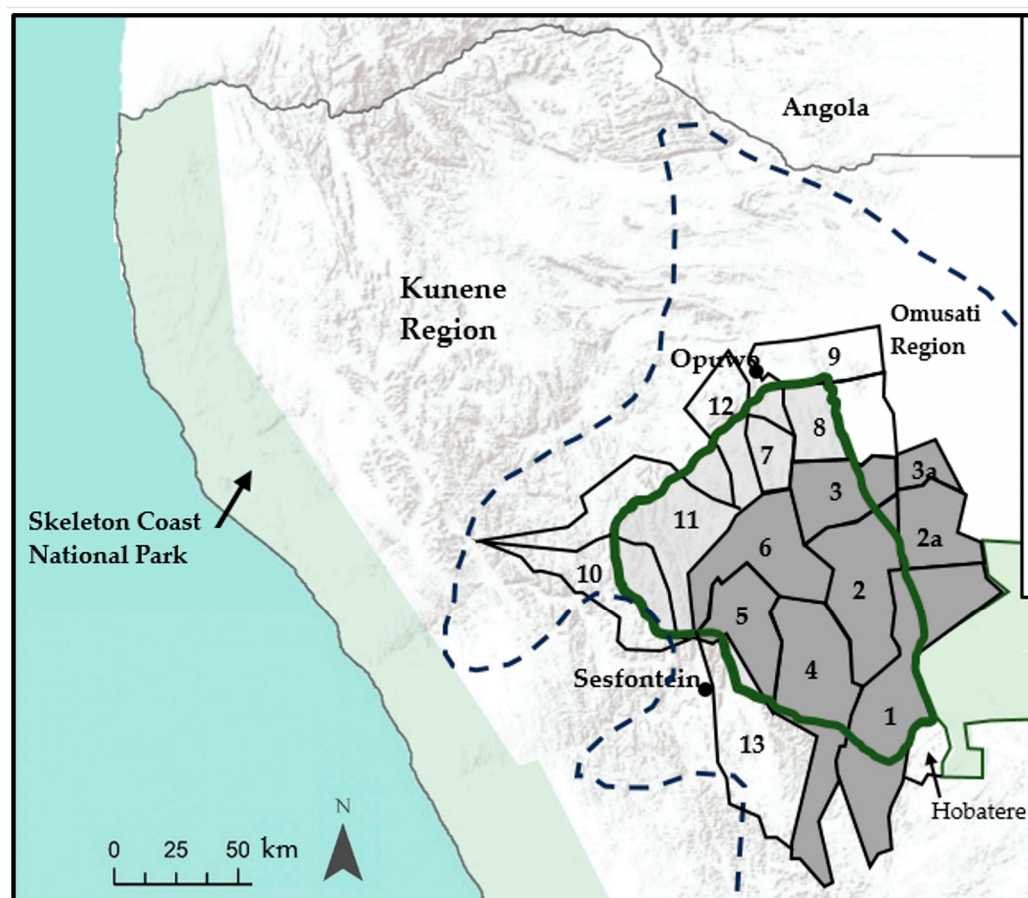 Angola
Kunene
Region
Omusati
Region
Opuwo
9
12
8
7
3a
3
11
2a
6
10
2
5
4
Skeleton Coast
National Park
Sesfontein
1
13
Hobatere
N
0 25 50 km